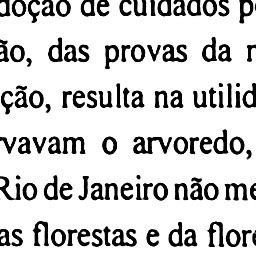 doção de cuidados p
ão, das provas da r
ção, resulta na utilid
vavam o arvoredo,
Rio de Janeiro não me
as florestas e da flore